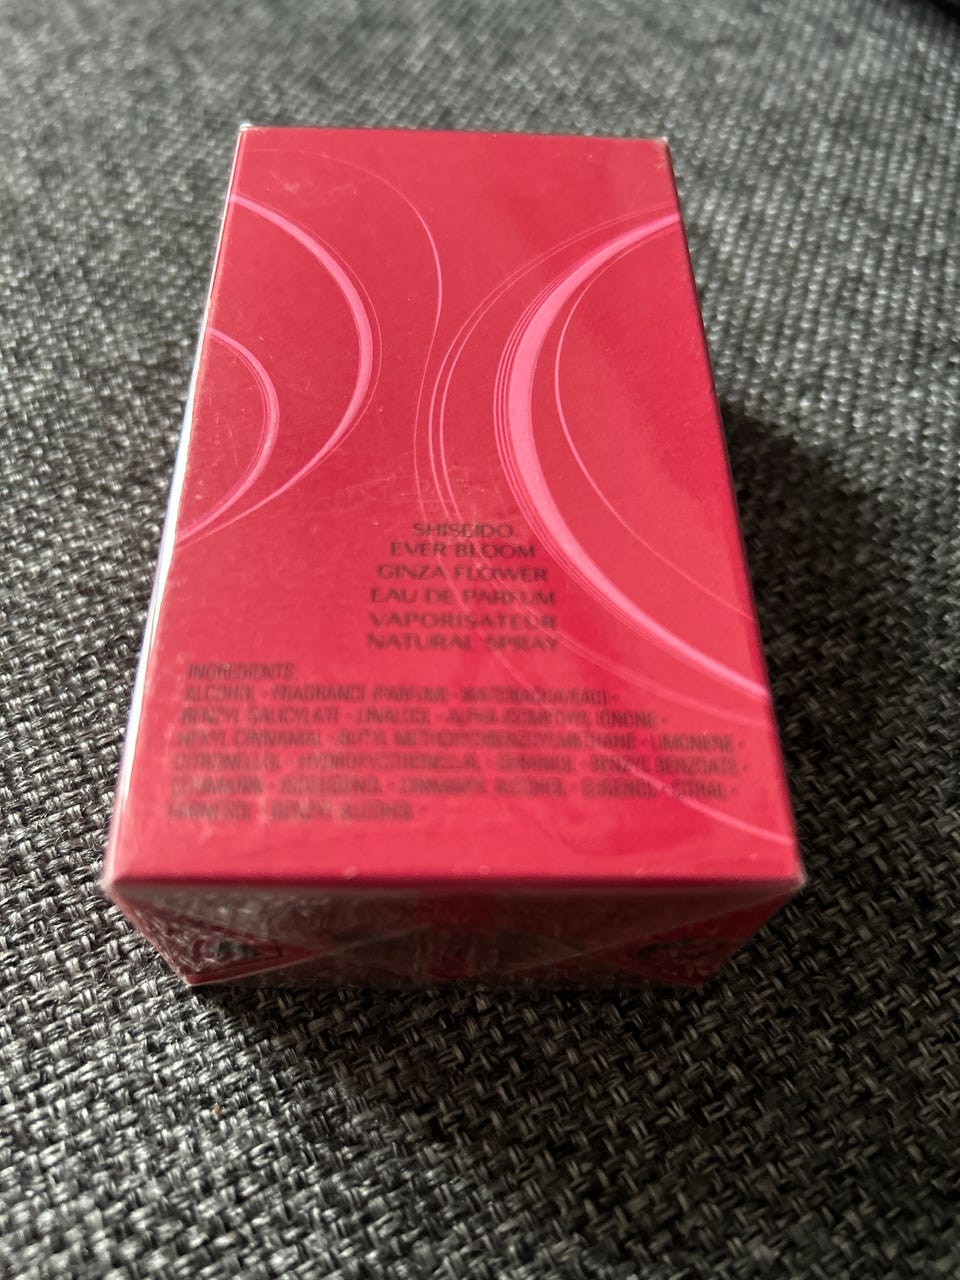 SHISEIDO
EVER BLOOM
GINZA FLOWER
EAU DE PARFUM
VAPORISATEUR
NATURAL SPRAY
INGREDIENTS:
ALCOHOL · FRAGRANCE (PARFUM) · WATER(AQUA/EAU) ·
BENZYL SALICYLATE · LINALOOL · ALPHA-ISOMETHYL IONONE ·
HEXYL CINNAMAL · BUTYL METHOXYDIBENZOYLMETHANE · LIMONENE ·
CITRONELLOL · HYDROXYCITRONELLAL · GERANIOL · BENZYL BENZOATE ·
COUMARIN · ISOEUGENOL · CINNAMYL ALCOHOL · EUGENOL · CITRAL ·
FARNESOL · BENZYL ALCOHOL ·